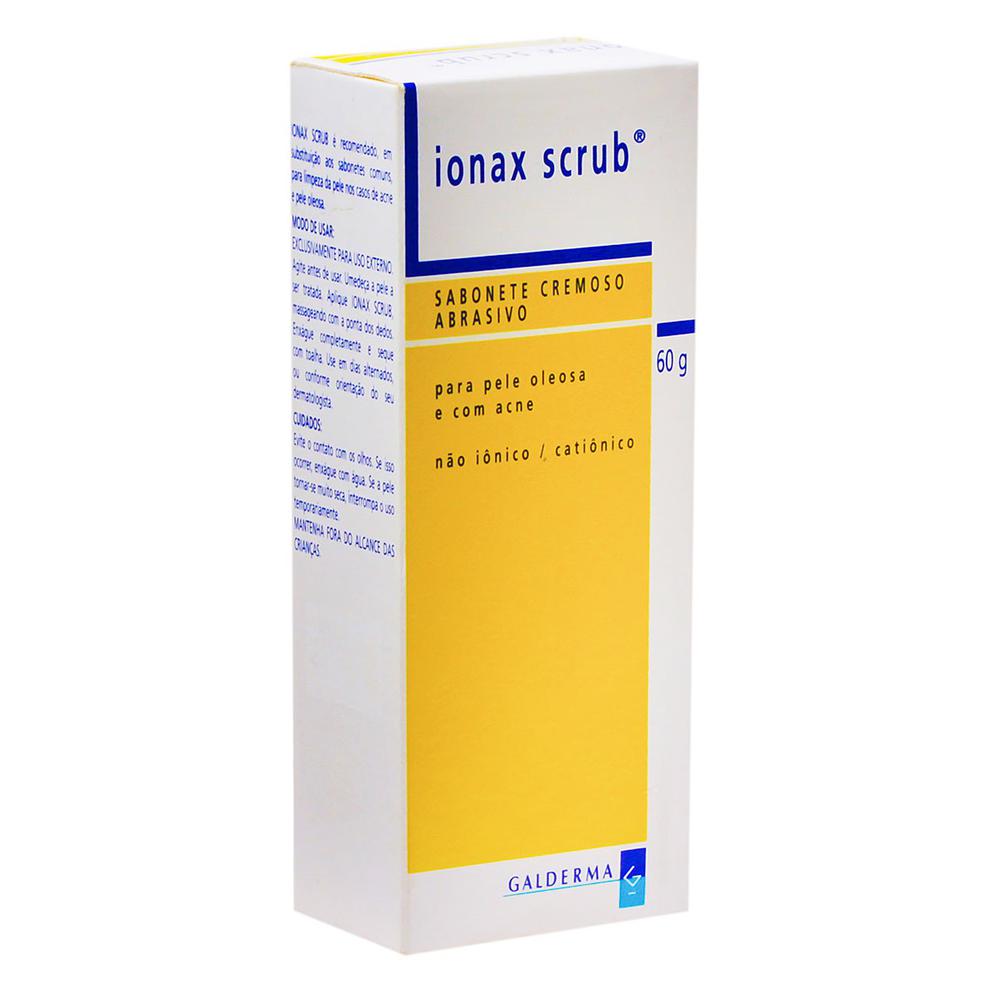 ionax scrub®
IONAX SCRUB é recomendado, em
substituição aos sabonetes comuns,
para limpeza da pele nos casos de acne
e pele oleosa.
MODO DE USAR:
EXCLUSIVAMENTE PARA USO EXTERNO.
Agite antes de usar. Umedeça a pele a
ser tratada. Aplique IONAX SCRUB,
massageando com a ponta dos dedos.
Enxágue completamente e seque
com toalha. Use em dias alternados,
ou conforme orientação do seu
dermatologista.
CUIDADOS:
Evite o contato com os olhos. Se isso
ocorrer, enxágue com água. Se a pele
tornar-se muito seca, interrompa o uso
temporariamente.
MANTENHA FORA DO ALCANCE DAS
CRIANÇAS.
ionax scrub®
SABONETE CREMOSO
ABRASIVO
60 g
para pele oleosa
e com acne
não iônico / catiônico
GALDERMA